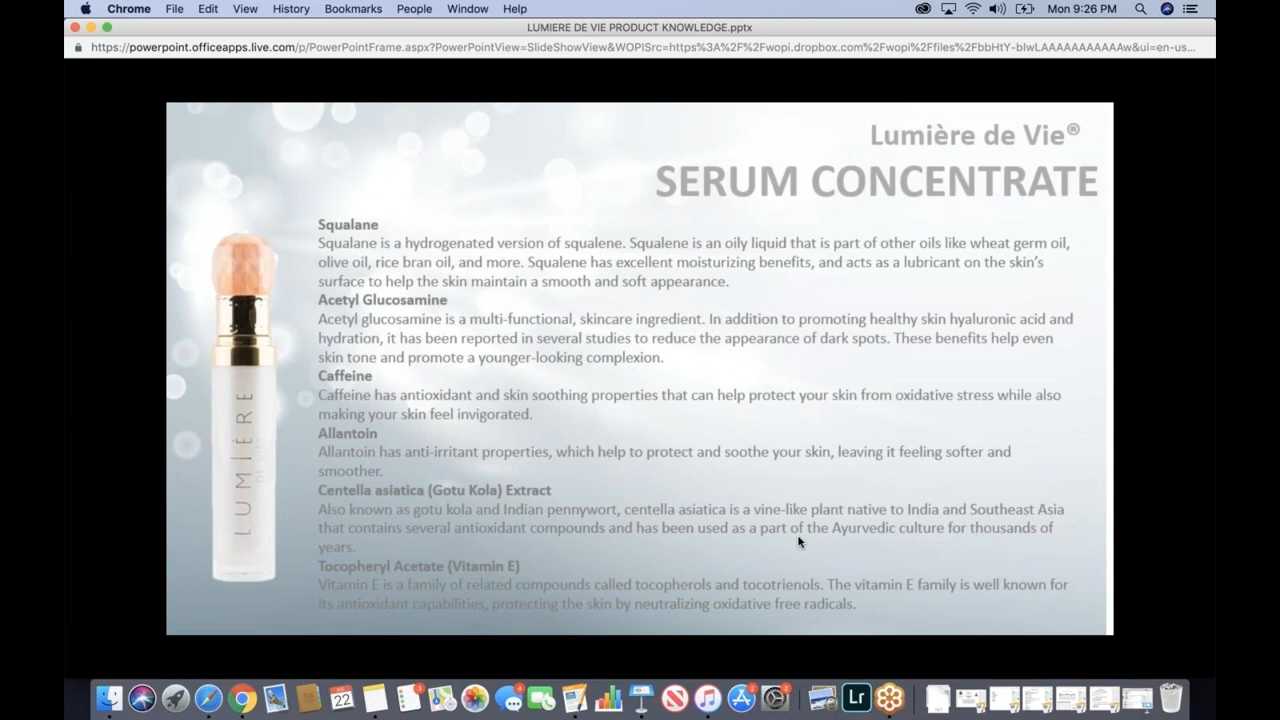 Chrome File Edit View History Bookmarks People Window Help Mon 9:26 PM
LUMIERE DE VIE PRODUCT KNOWLEDGE.pptx
https://powerpoint.officeapps.live.com/p/PowerPointFrame.aspx?PowerPointView=SlideShowView&WOPISrc=https%3A%2F%2Fwopi.dropbox.com%2Fwopi%2Ffiles%2FbbHtY-bIwLAAAAAAAAAAAw&ui=en-us...
Lumière de Vie®
SERUM CONCENTRATE
Squalane
Squalane is a hydrogenated version of squalene. Squalene is an oily liquid that is part of other oils like wheat germ oil,
olive oil, rice bran oil, and more. Squalene has excellent moisturizing benefits, and acts as a lubricant on the skin's
surface to help the skin maintain a smooth and soft appearance.
Acetyl Glucosamine
Acetyl glucosamine is a multi-functional, skincare ingredient. In addition to promoting healthy skin hyaluronic acid and
hydration, it has been reported in several studies to reduce the appearance of dark spots. These benefits help even
skin tone and promote a younger-looking complexion.
Caffeine
Caffeine has antioxidant and skin soothing properties that can help protect your skin from oxidative stress while also
making your skin feel invigorated.
Allantoin
Allantoin has anti-irritant properties, which help to protect and soothe your skin, leaving it feeling softer and
smoother.
Centella asiatica (Gotu Kola) Extract
Also known as gotu kola and Indian pennywort, centella asiatica is a vine-like plant native to India and Southeast Asia
that contains several antioxidant compounds and has been used as a part of the Ayurvedic culture for thousands of
years.
Tocopheryl Acetate (Vitamin E)
Vitamin E is a family of related compounds called tocopherols and tocotrienols. The vitamin E family is well known for
its antioxidant capabilities, protecting the skin by neutralizing oxidative free radicals.
LUMIÈRE
22
Lr